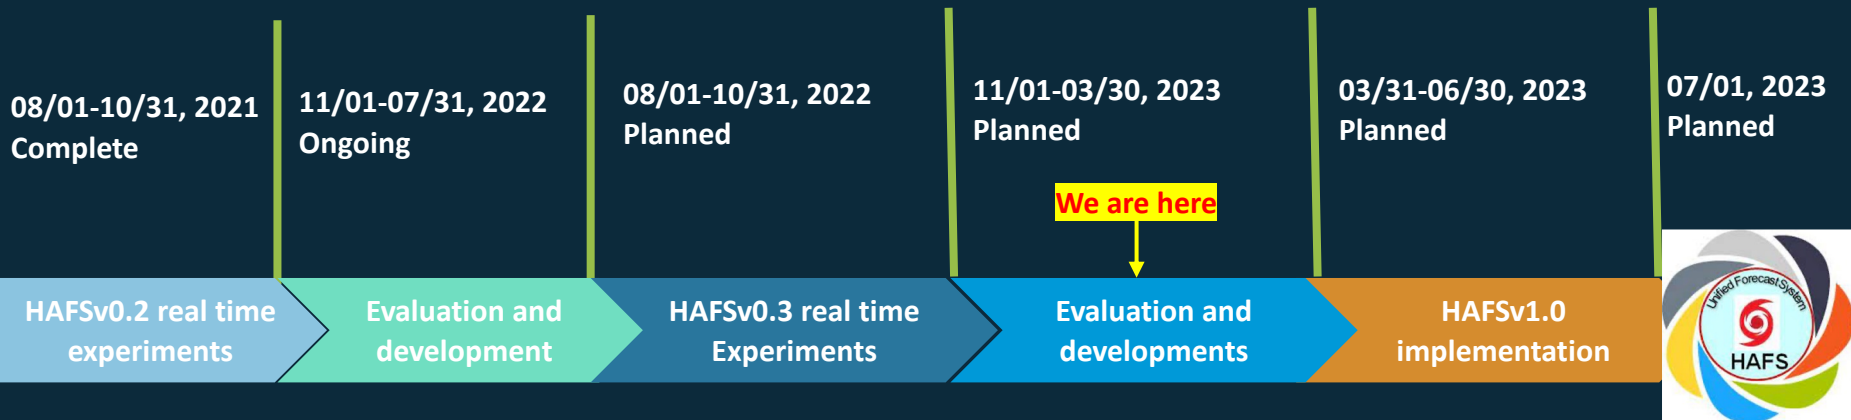 08/01-10/31, 2021
Complete
11/01-07/31, 2022
Ongoing
08/01-10/31, 2022
Planned
11/01-03/30, 2023
Planned
03/31-06/30, 2023
Planned
07/01, 2023
Planned
We are here
HAFSv0.2 real time
experiments
Evaluation and
development
HAFSv0.3 real time
Experiments
Evaluation and
developments
HAFSv1.0
implementation
Unified Forecast System
HAFS